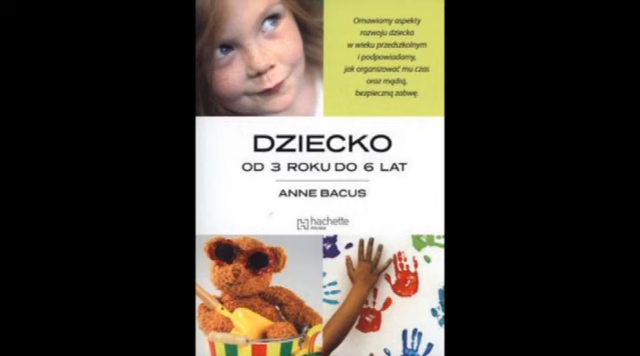 Omawiamy aspekty
rozwoju dziecka
w wieku przedszkolnym
i podpowiadamy,
jak organizować mu czas
oraz mądrą,
bezpieczną zabawę.
DZIECKO
OD 3 ROKU DO 6 LAT
ANNE BACUS
hachette
POLSKA